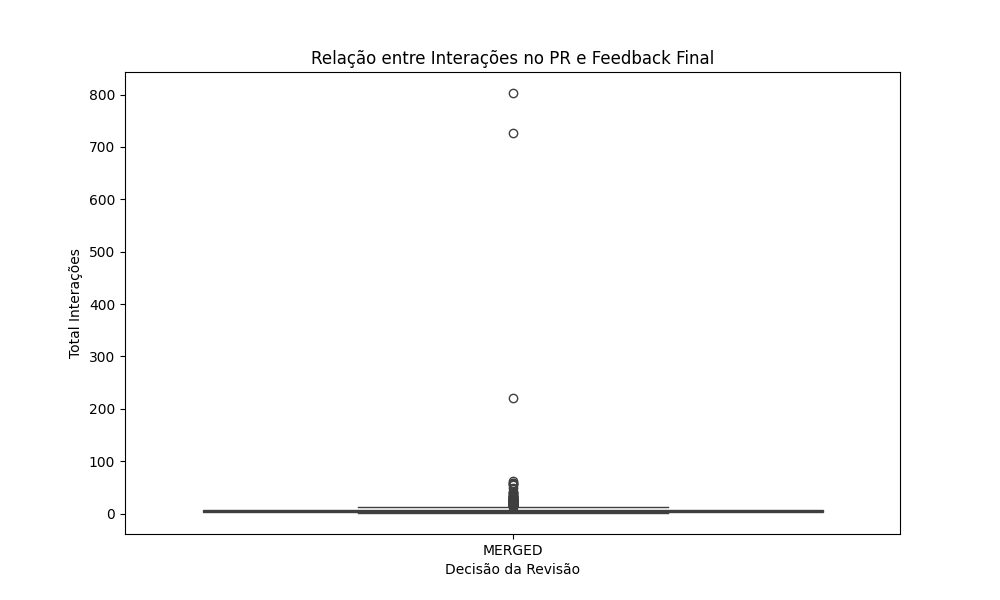 Relação entre Interações no PR e Feedback Final
800
700
600
500
400
300
200
100
0
Total Interações
MERGED
Decisão da Revisão